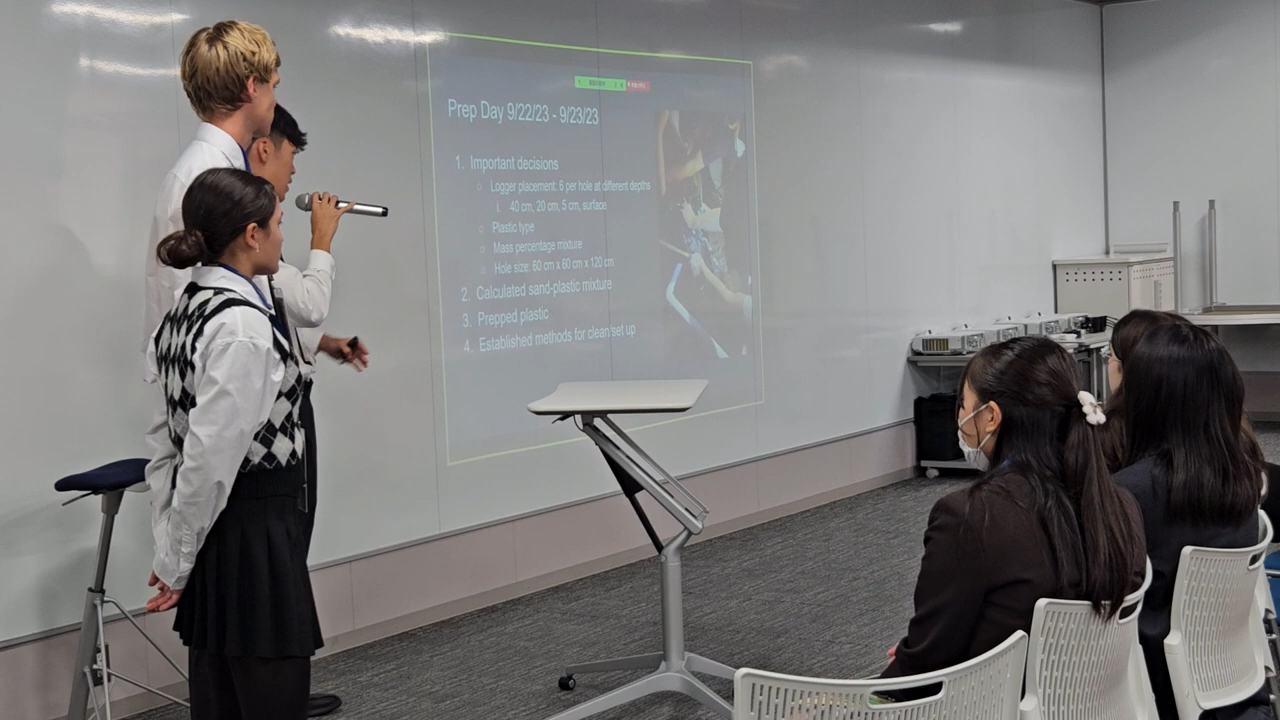 Prep Day 9/22/23 - 9/23/23
1. Important decisions
○ Logger placement: 6 per hole at different depths
i. 40 cm, 20 cm, 5 cm, surface
○ Plastic type
○ Mass percentage mixture
○ Hole size: 60 cm x 60 cm x 120 cm
2. Calculated sand-plastic mixture
3. Prepped plastic
4. Established methods for clean set up